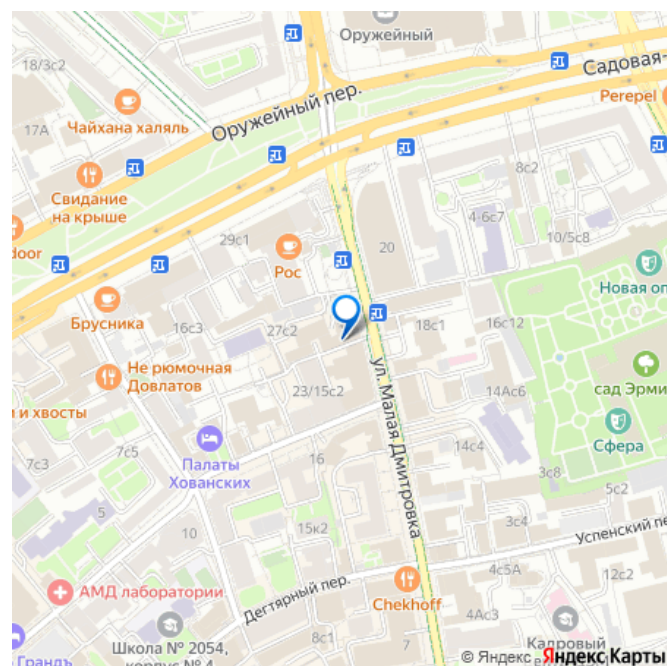 Оружейный
18/3с2
Садовая-
Perepel
Чайхана халяль
Оружейный пер.
17А
8с2
Свидание
на крыше
4-6с7
10/5с8
29с1
20
door
Рос
Новая оп
Брусника
16с3
27с2
18с1
16с12
Не рюмочная
Довлатов
ул. Малая Дмитровка
23/15с2
14Ас6
сад Эрми
и и хвосты
Сфера
7с5
7с3
Палаты
Хованских
14с4
16
3с8
5с2
15к2
3с4
10
Успенский пе
4с5А
12с2
АМД лаборатории
Дегтярный пер.
Chekhoff
4Ас3
Школа № 2054,
корпус № 4
8с1
7
Кадровый
Грандъ
© Яндекс Яндекс Карты